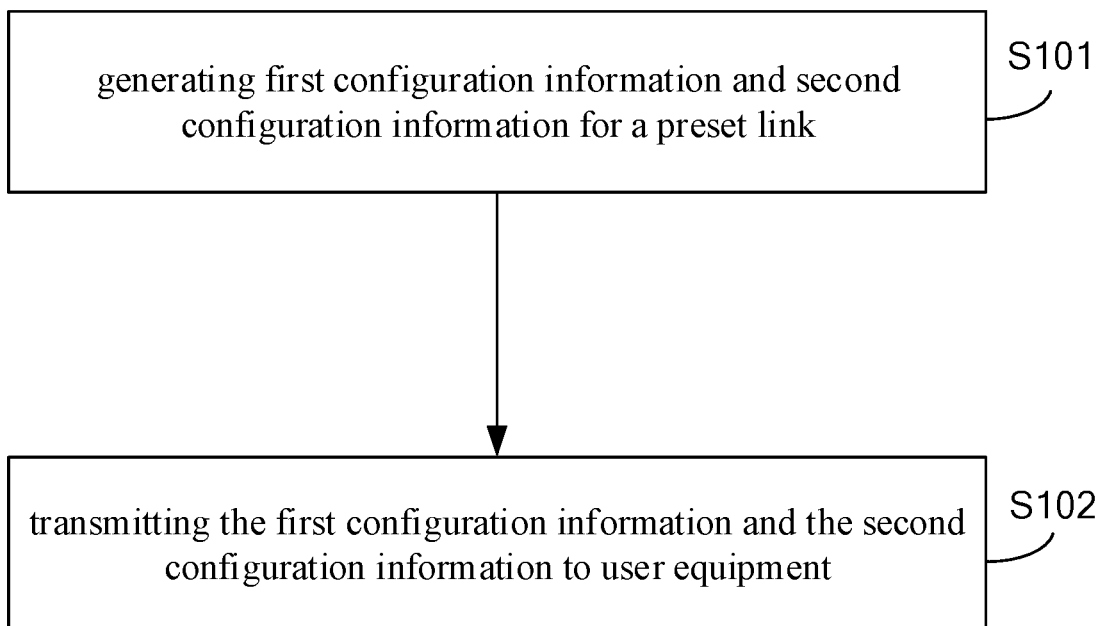 generating first configuration information and second
configuration information for a preset link
S101
transmitting the first configuration information and the second
configuration information to user equipment
S102